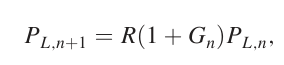 P_{L,n+1} = R(1 + G_n)P_{L,n},